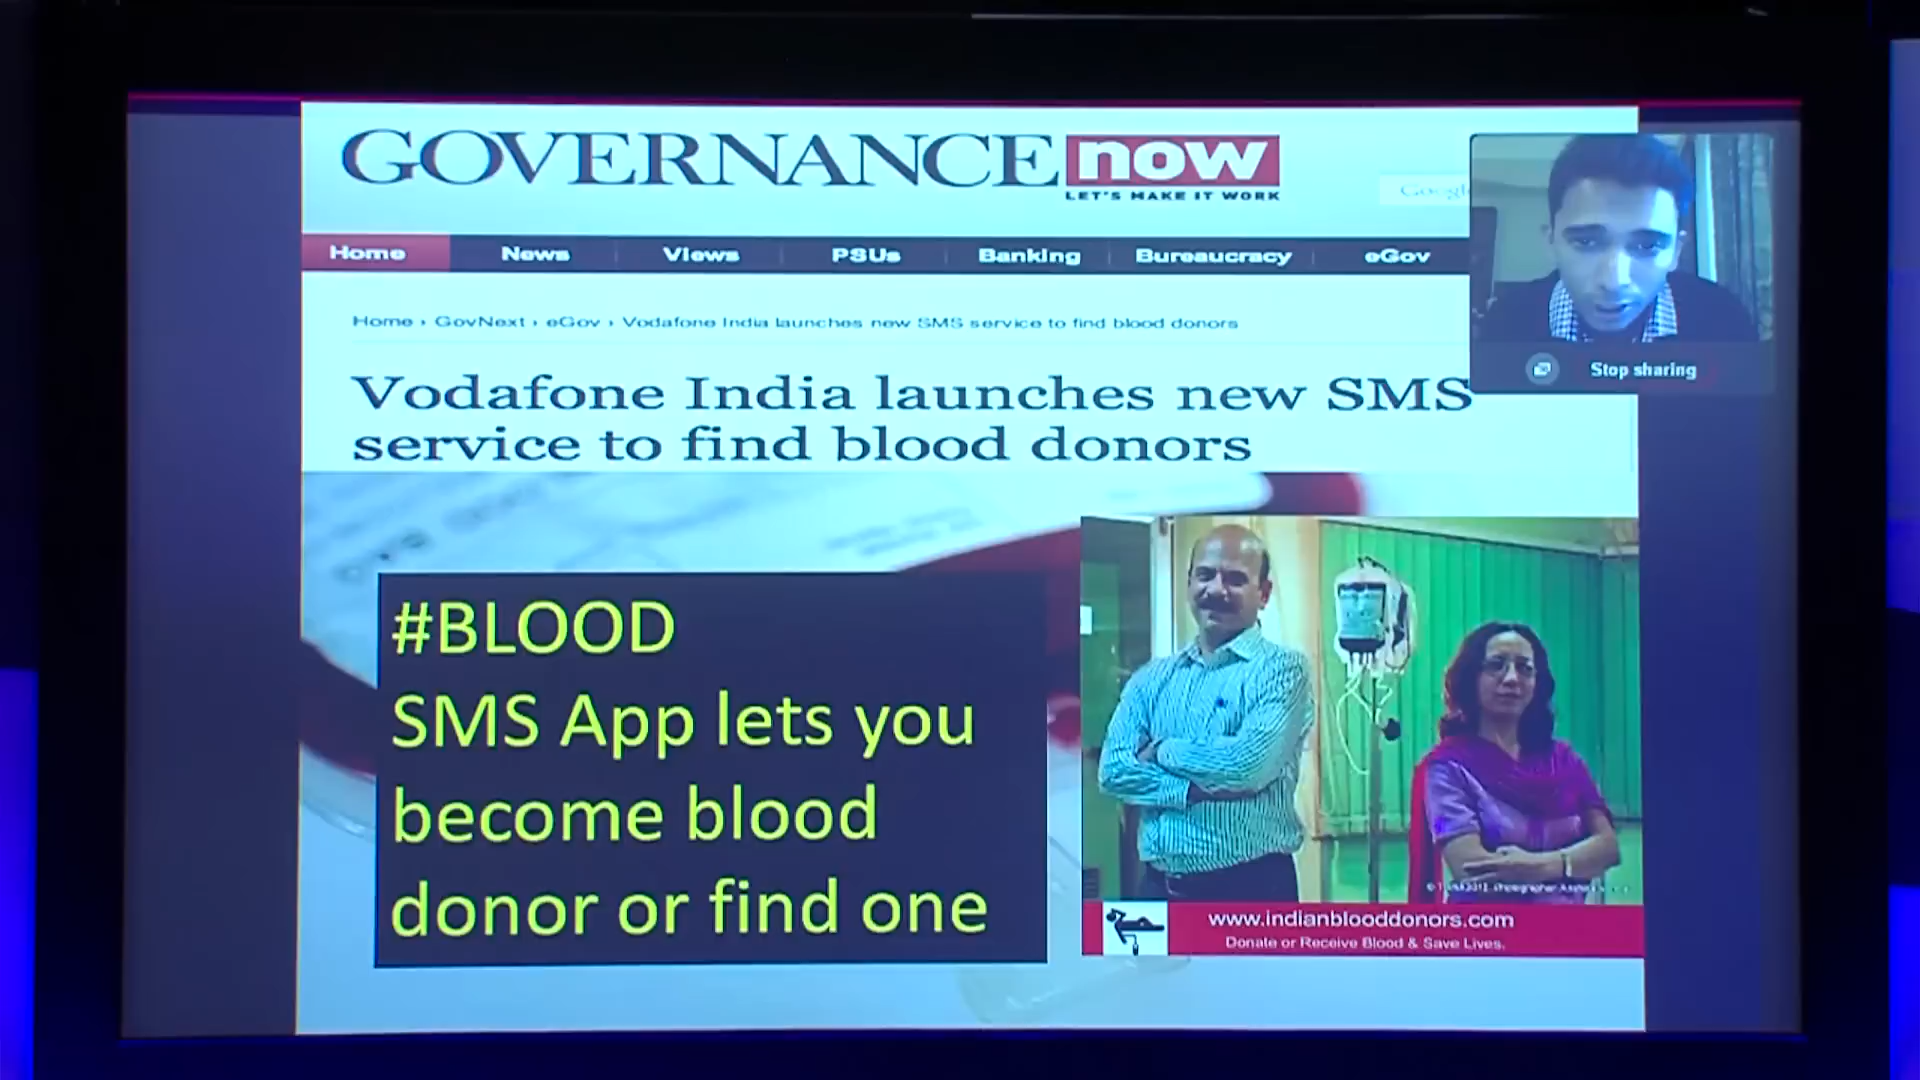 GOVERNANCE now
LET'S MAKE IT WORK
Home News Views PSUs Banking Bureaucracy eGov
Home › GovNext › eGov › Vodafone India launches new SMS service to find blood donors
Stop sharing
Vodafone India launches new SMS
service to find blood donors
#BLOOD
SMS App lets you
become blood
donor or find one
www.indianblooddonors.com
Donate or Receive Blood & Save Lives.